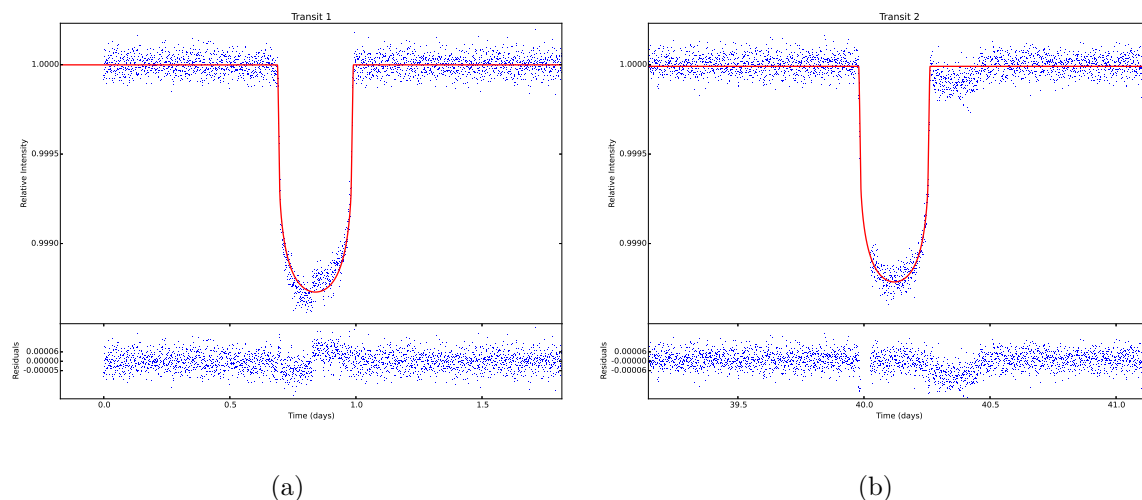 Transit 1
1.0000
0.9995
0.9990
Relative Intensity
0.00006
-0.00000
-0.00005
Residuals
0.0 0.5 1.0 1.5
Time (days)
(a)
Transit 2
1.0000
0.9995
0.9990
Relative Intensity
0.00006
-0.00000
-0.00006
Residuals
39.5 40.0 40.5 41.0
Time (days)
(b)